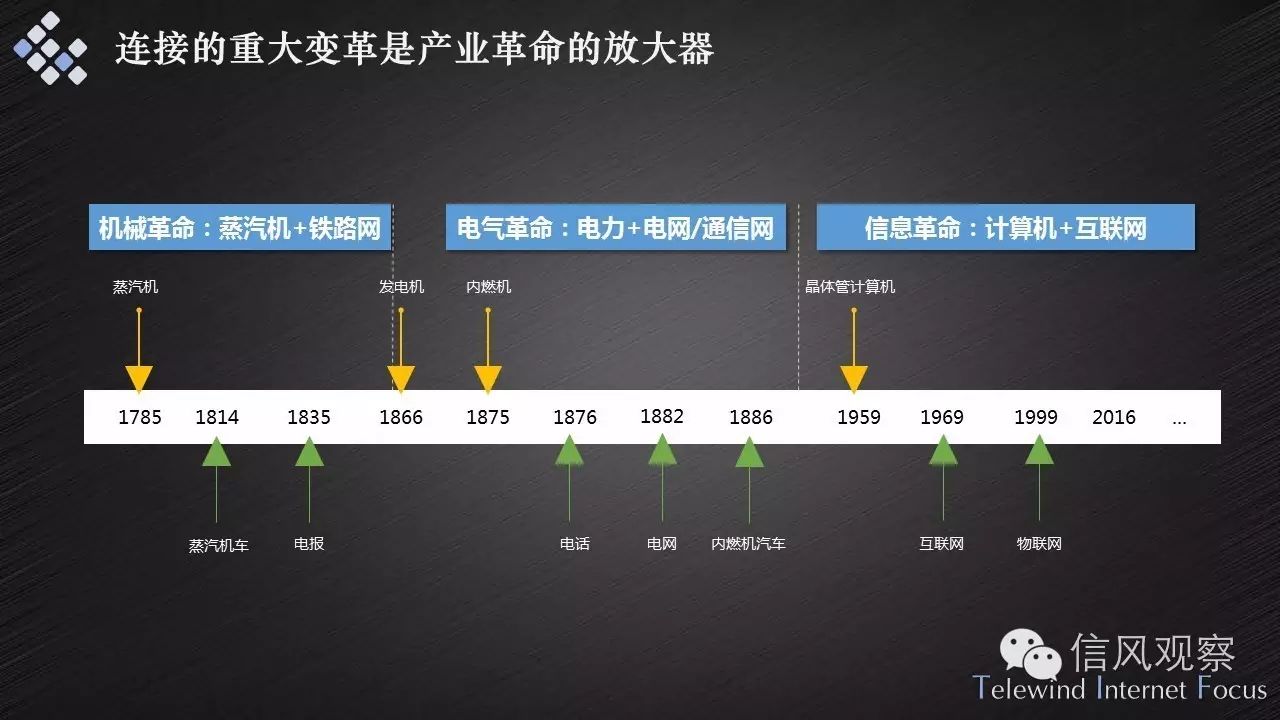 连接的重大变革是产业革命的放大器
机械革命：蒸汽机+铁路网
电气革命：电力+电网/通信网
信息革命：计算机+互联网
蒸汽机
发电机
内燃机
晶体管计算机
1785 1814 1835 1866 1875 1876 1882 1886 1959 1969 1999 2016 ...
蒸汽机车
电报
电话
电网
内燃机汽车
互联网
物联网
信风观察
Telewind Internet Focus